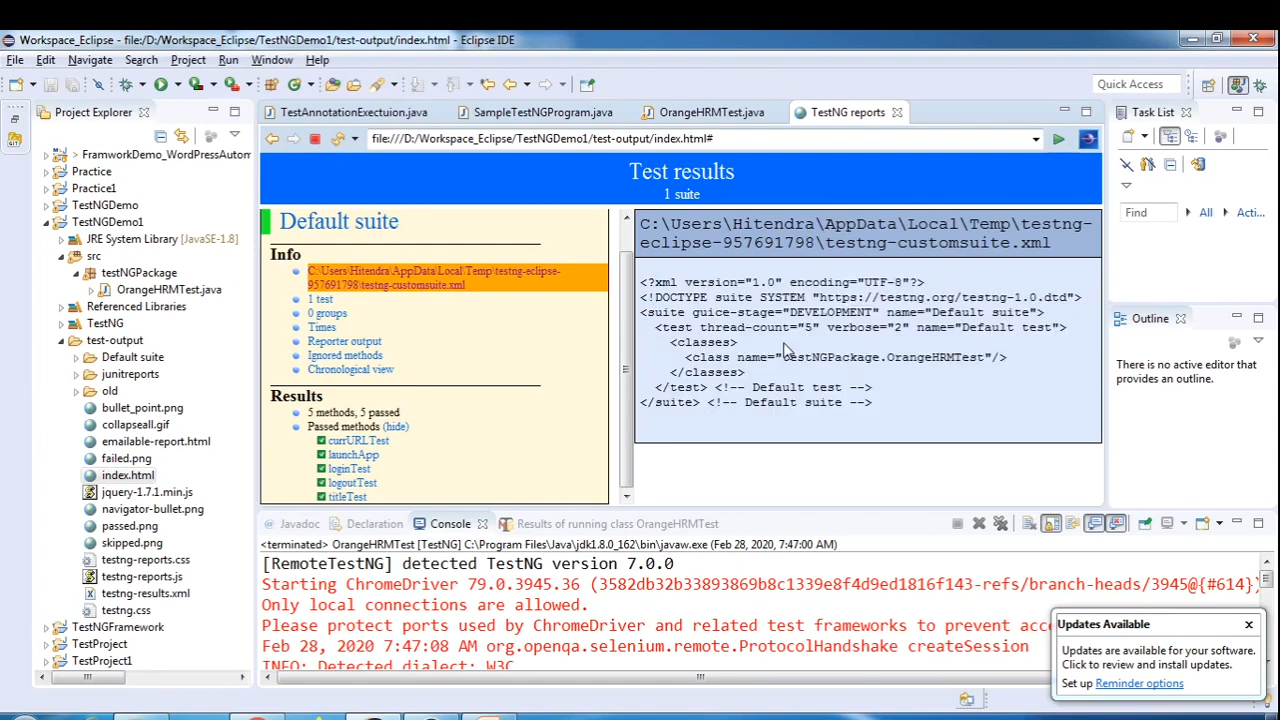 Workspace_Eclipse - file:/D:/Workspace_Eclipse/TestNGDemo1/test-output/index.html - Eclipse IDE
File Edit Navigate Search Project Run Window Help
Quick Access
Project Explorer
> FramworkDemo_WordPressAutom
Practice
Practice1
TestNGDemo
TestNGDemo1
JRE System Library [JavaSE-1.8]
src
testNGPackage
OrangeHRMTest.java
Referenced Libraries
TestNG
test-output
Default suite
junitreports
old
bullet_point.png
collapseall.gif
emailable-report.html
failed.png
index.html
jquery-1.7.1.min.js
navigator-bullet.png
passed.png
skipped.png
testng-reports.css
testng-reports.js
testng-results.xml
testng.css
TestNGFramework
TestProject
TestProject1
TestAnnotationExectuion.java SampleTestNGProgram.java OrangeHRMTest.java TestNG reports
file:///D:/Workspace_Eclipse/TestNGDemo1/test-output/index.html#
Test results
1 suite
Default suite
Info
C:\Users\Hitendra\AppData\Local\Temp\testng-eclipse-
957691798\testng-customsuite.xml
1 test
0 groups
Times
Reporter output
Ignored methods
Chronological view
Results
5 methods, 5 passed
Passed methods (hide)
currURLTest
launchApp
loginTest
logoutTest
titleTest
C:\Users\Hitendra\AppData\Local\Temp\testng-
eclipse-957691798\testng-customsuite.xml
<?xml version="1.0" encoding="UTF-8"?>
<!DOCTYPE suite SYSTEM "https://testng.org/testng-1.0.dtd">
<suite guice-stage="DEVELOPMENT" name="Default suite">
<test thread-count="5" verbose="2" name="Default test">
<classes>
<class name="testNGPackage.OrangeHRMTest"/>
</classes>
</test> <!-- Default test -->
</suite> <!-- Default suite -->
Task List
Find All Acti...
Outline
There is no active editor that
provides an outline.
Javadoc Declaration Console Results of running class OrangeHRMTest
<terminated> OrangeHRMTest [TestNG] C:\Program Files\Java\jdk1.8.0_162\bin\javaw.exe (Feb 28, 2020, 7:47:00 AM)
[RemoteTestNG] detected TestNG version 7.0.0
Starting ChromeDriver 79.0.3945.36 (3582db32b33893869b8c1339e8f4d9ed1816f143-refs/branch-heads/3945@{#614})
Only local connections are allowed.
Please protect ports used by ChromeDriver and related test frameworks to prevent acc
Feb 28, 2020 7:47:08 AM org.openqa.selenium.remote.ProtocolHandshake createSession
INFO: Detected dialect: W3C
Updates Available
Updates are available for your software.
Click to review and install updates.
Set up Reminder options